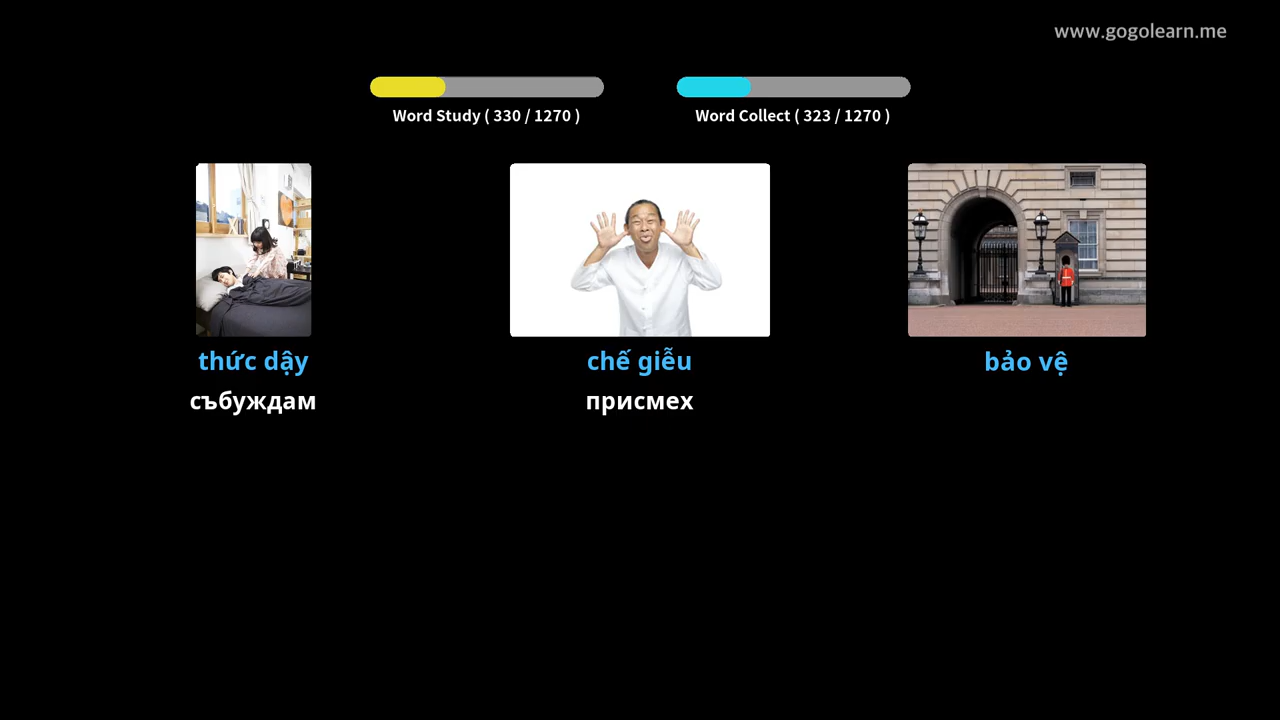 www.gogolearn.me
Word Study ( 330 / 1270 )
Word Collect ( 323 / 1270 )
thức dậy
chế giễu
bảo vệ
събуждам
присмех